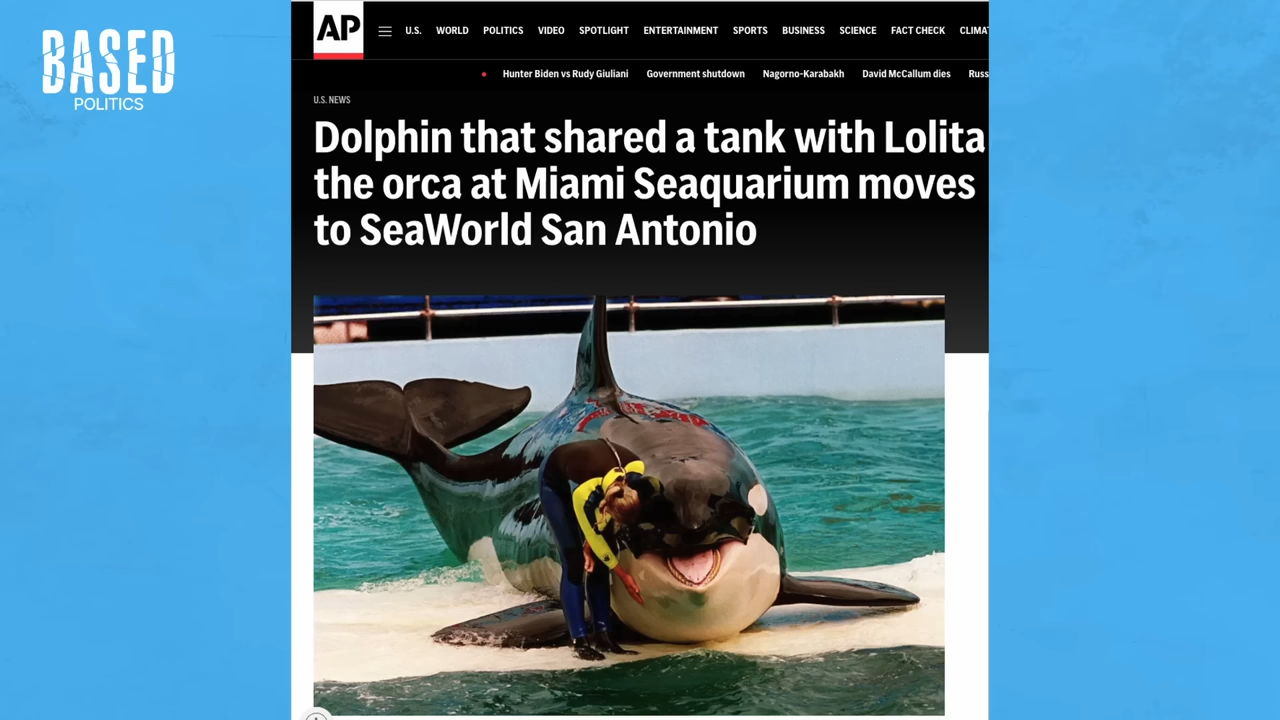 BASED
POLITICS
AP
U.S. WORLD POLITICS VIDEO SPOTLIGHT ENTERTAINMENT SPORTS BUSINESS SCIENCE FACT CHECK CLIMAT
Hunter Biden vs Rudy Giuliani Government shutdown Nagorno-Karabakh David McCallum dies Russ
U.S. NEWS
Dolphin that shared a tank with Lolita
the orca at Miami Seaquarium moves
to SeaWorld San Antonio